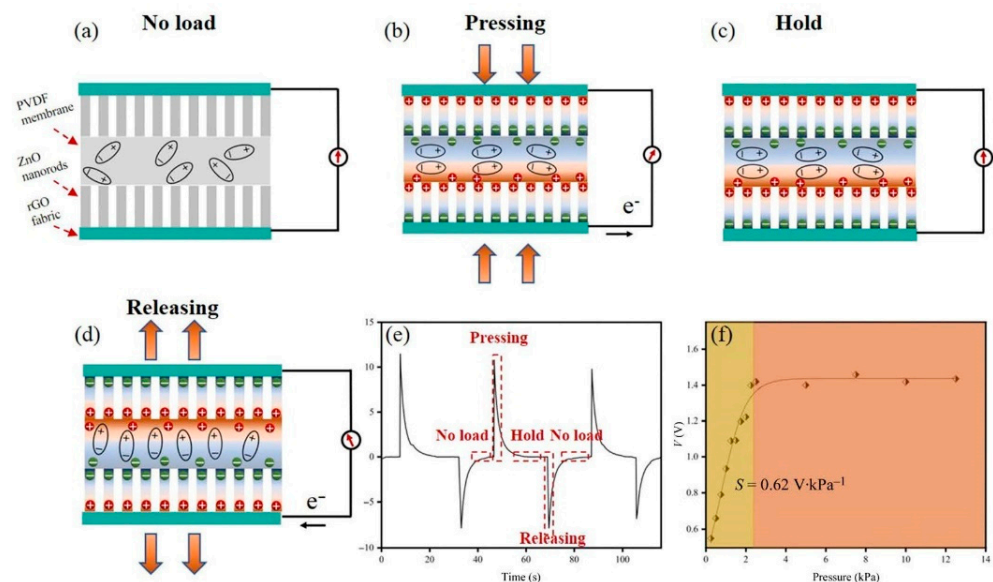 (a)
No load
(b)
Pressing
(c)
Hold
PVDF
membrane
ZnO
nanorods
rGO
fabric
e⁻
(d)
Releasing
e⁻
(e)
15
10
5
0
-5
-10
Pressing
No load
Hold
No load
Releasing
0
20
40
60
80
100
Time (s)
(f)
1.6
1.4
1.2
1.0
0.8
0.6
V (V)
S = 0.62 V·kPa⁻¹
0
2
4
6
8
10
12
14
Pressure (kPa)